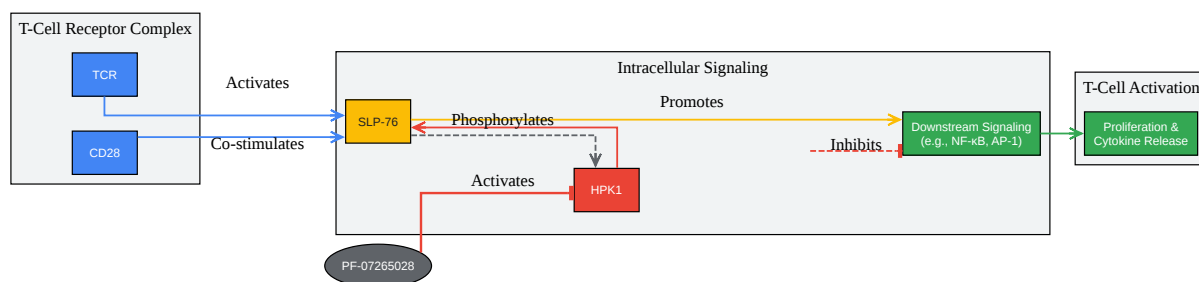 T-Cell Receptor Complex
TCR
CD28
Activates
Co-stimulates
Intracellular Signaling
SLP-76
Promotes
Phosphorylates
Activates
HPK1
Inhibits
Downstream Signaling
(e.g., NF-κB, AP-1)
T-Cell Activation
Proliferation &
Cytokine Release
PF-07265028